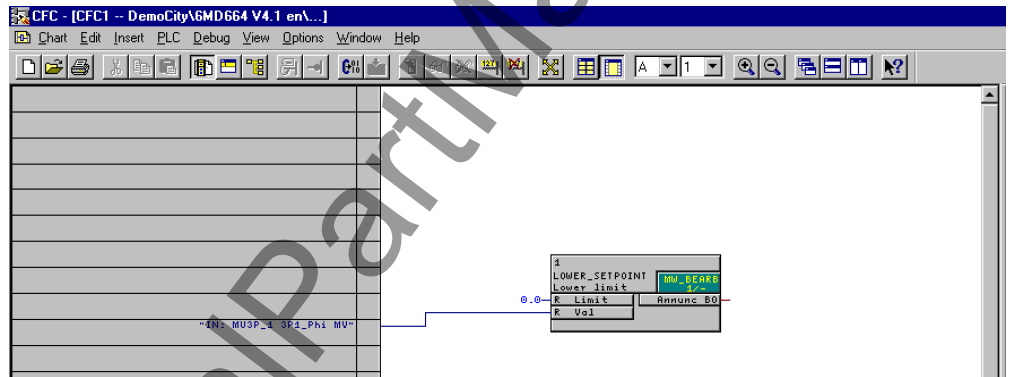 CFC - [CFC1 -- DemoCity\6MD664 V4.1 en\...]
Chart Edit Insert PLC Debug View Options Window Help
A 1
1
LOWER_SETPOINT
Lower limit
MW_BEARB
1/-
0.0 R Limit Annunc BO
R Val
"IN: MU3P_1 3P1_Phi MV"